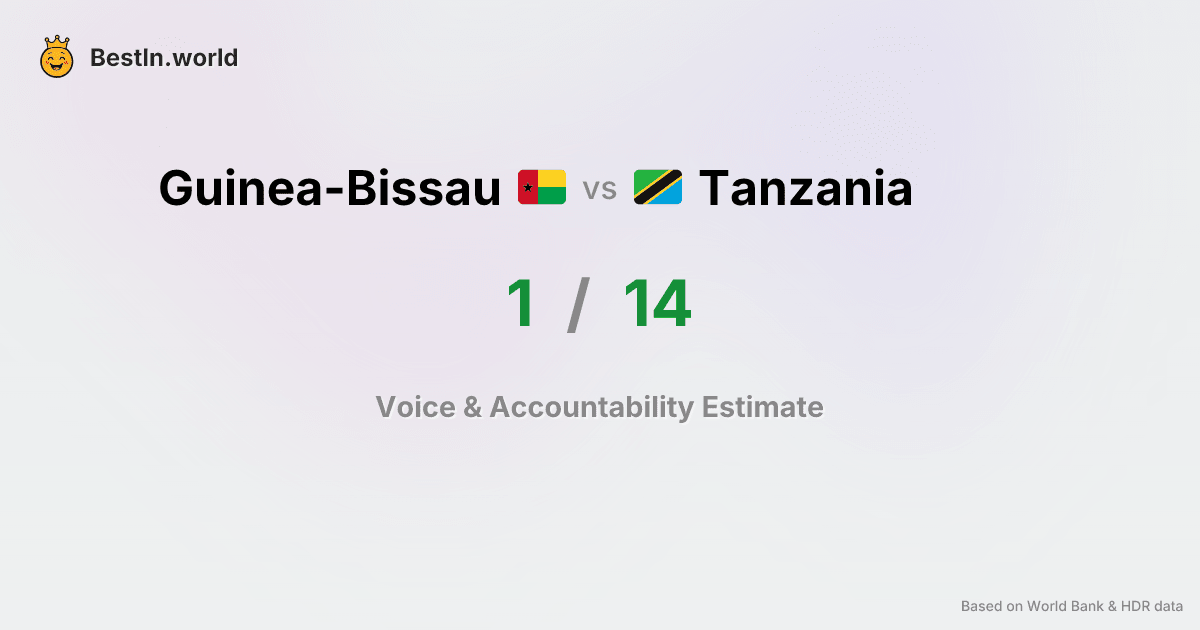 BestIn.world
Guinea-Bissau vs Tanzania
1 / 14
Voice & Accountability Estimate
Based on World Bank & HDR data